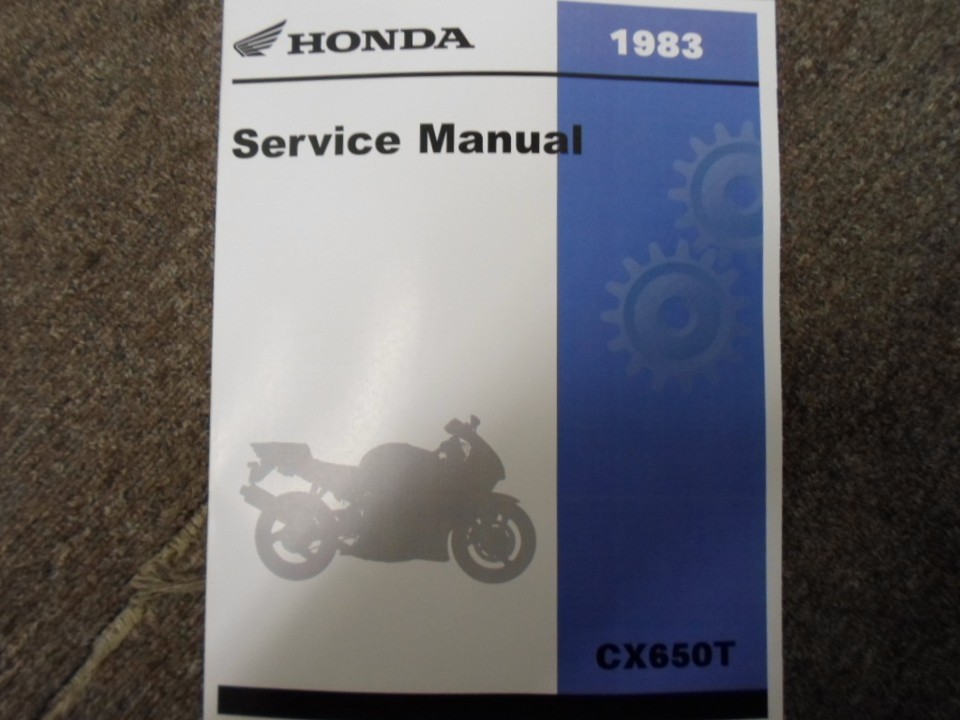 HONDA
1983
Service Manual
CX650T